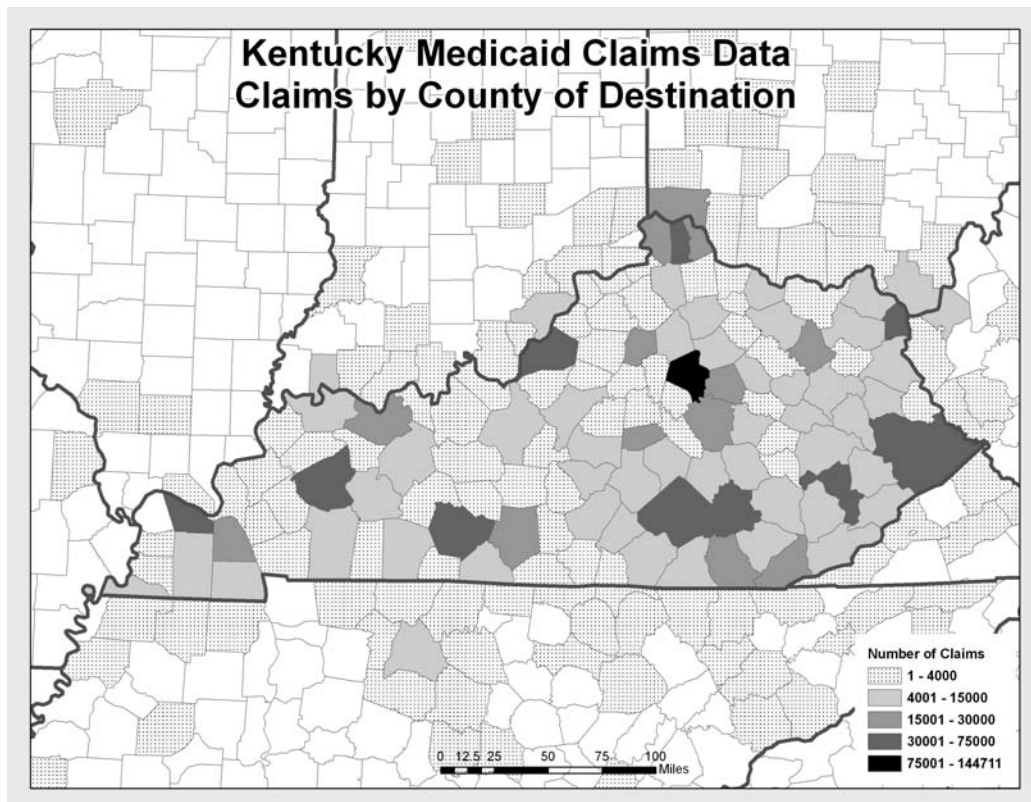 Kentucky Medicaid Claims Data
Claims by County of Destination
Number of Claims
1 - 4000
4001 - 15000
15001 - 30000
30001 - 75000
75001 - 144711
0 12.5 25 50 75 100
Miles